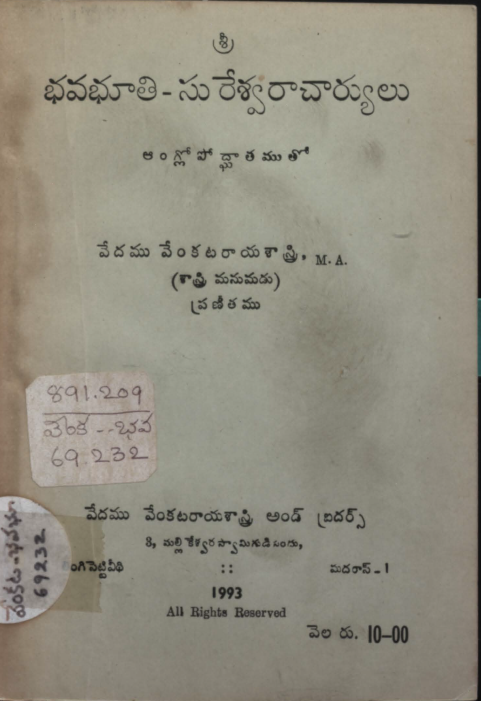 శ్రీ
భవభూతి - సురేశ్వరాచార్యులు
ఆంగ్లోపోద్ఘాతముతో
వేదము వేంకటరాయశాస్త్రి, M.A.
(శాస్త్రి మనుమడు)
ప్రణీతము
891.209
వెంక--భవ
69.232
వేదము వేంకటరాయశాస్త్రి అండ్ బ్రదర్స్
8, మల్లికేశ్వరస్వామిగుడిసందు,
ంగిసెట్టివీథి :: మదరాస్-1
1993
All Rights Reserved
వెల రు. 10-00
69232